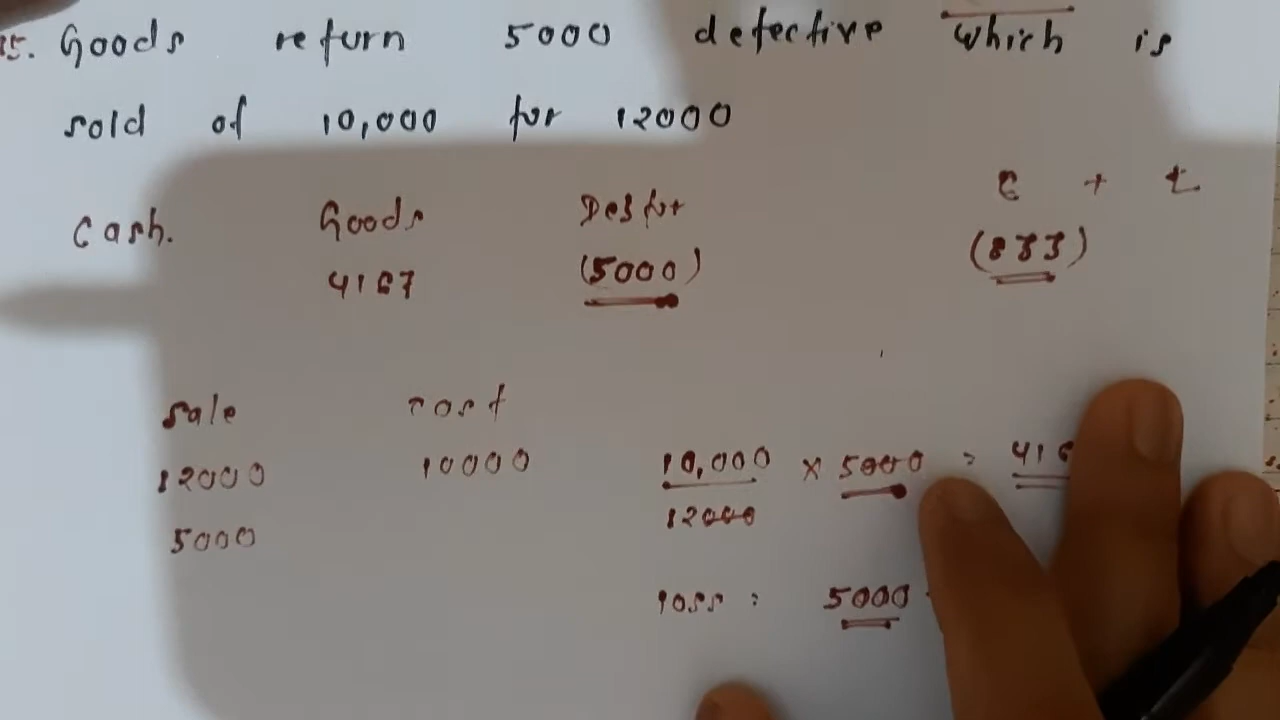 15. Goods return 5000 defective which is
sold of 10,000 for 12000
Cash. Goods Debtor C + L
4167 (5000) (833)
sale cost
12000 10000 10,000 × 5000 = 416
5000 12000
loss = 5000